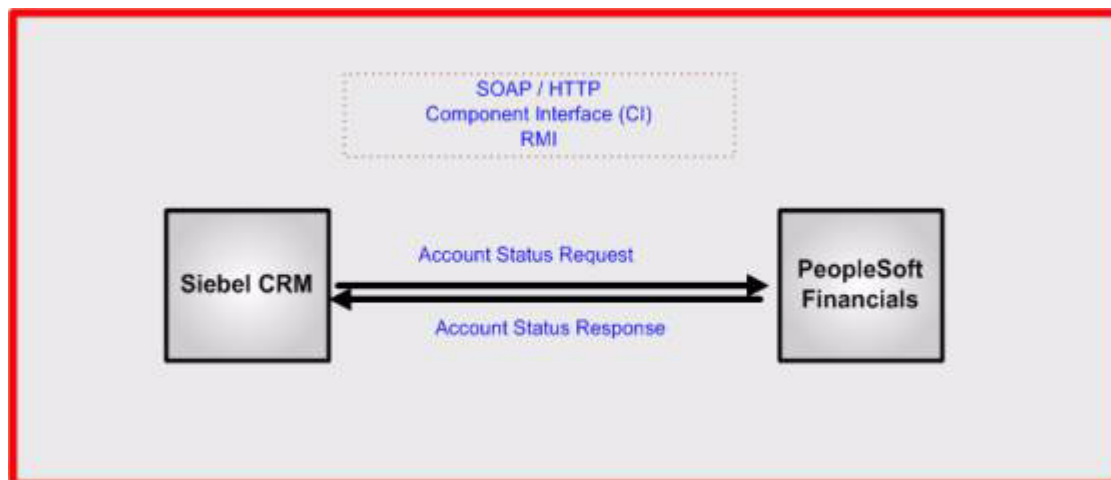 SOAP / HTTP
Component Interface (CI)
RMI
Account Status Request
Siebel CRM
PeopleSoft
Financials
Account Status Response